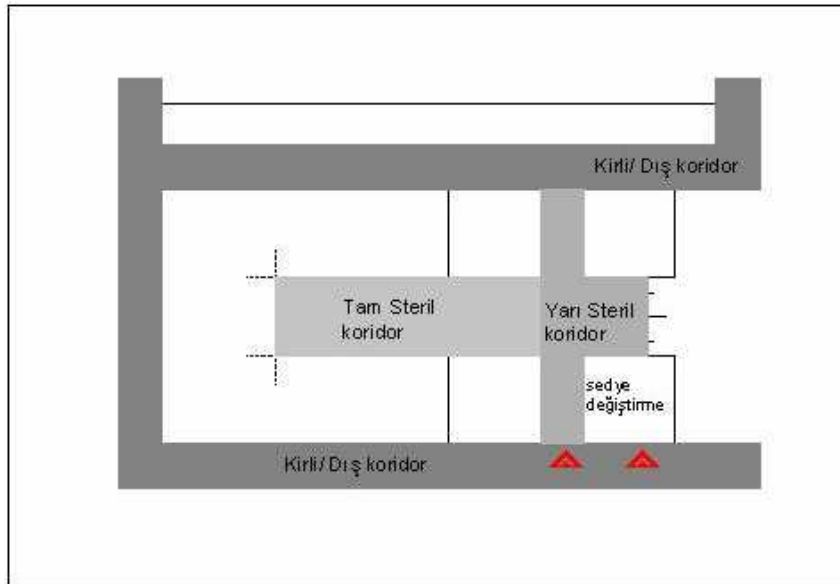 Kirli/ Dış koridor
Tam Steril
koridor
Yarı Steril
koridor
sedye
değiştirme
Kirli/ Dış koridor